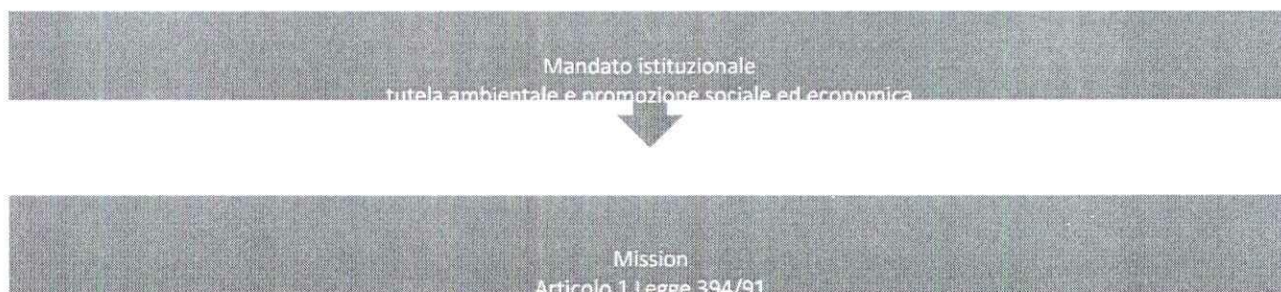 Mandato istituzionale
tutela ambientale e promozione sociale ed economica
Mission
Articolo 1 Legge 394/91